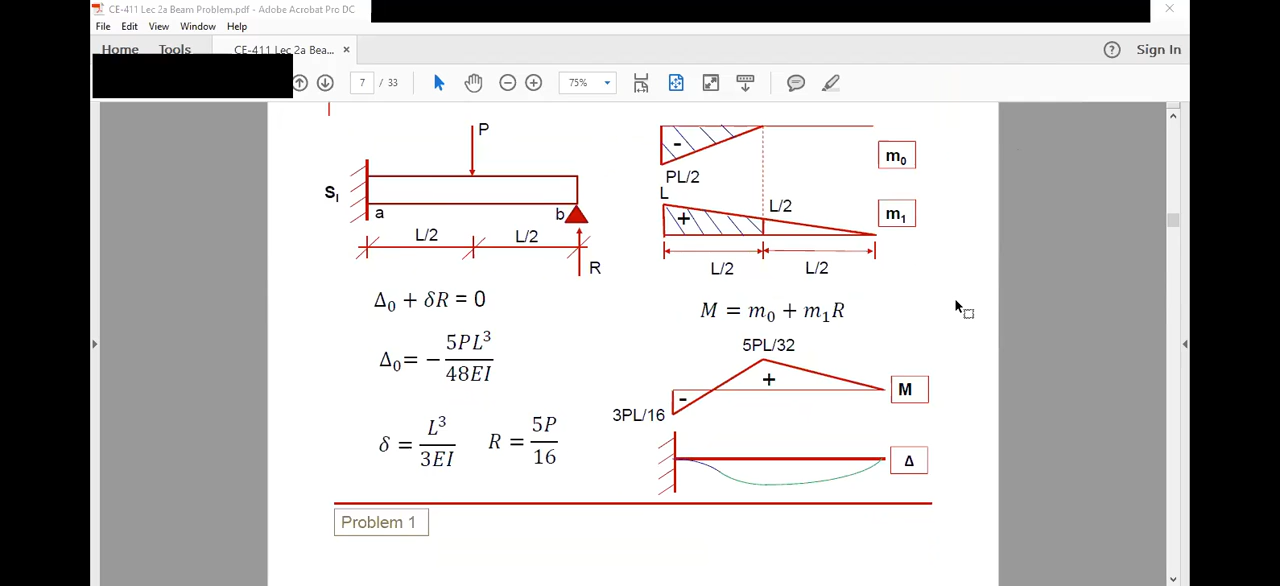 CE-411 Lec 2a Beam Problem.pdf - Adobe Acrobat Pro DC
File Edit View Window Help
Home Tools CE-411 Lec 2a Bea... × ? Sign In
7 / 33 75%
P
S_I
a b
L/2 L/2
R
Δ₀ + δR = 0
Δ₀ = − 5PL³ / 48EI
δ = L³ / 3EI R = 5P / 16
-
m₀
PL/2
L
+
L/2
m₁
L/2 L/2
M = m₀ + m₁R
5PL/32
+
-
M
3PL/16
Δ
Problem 1